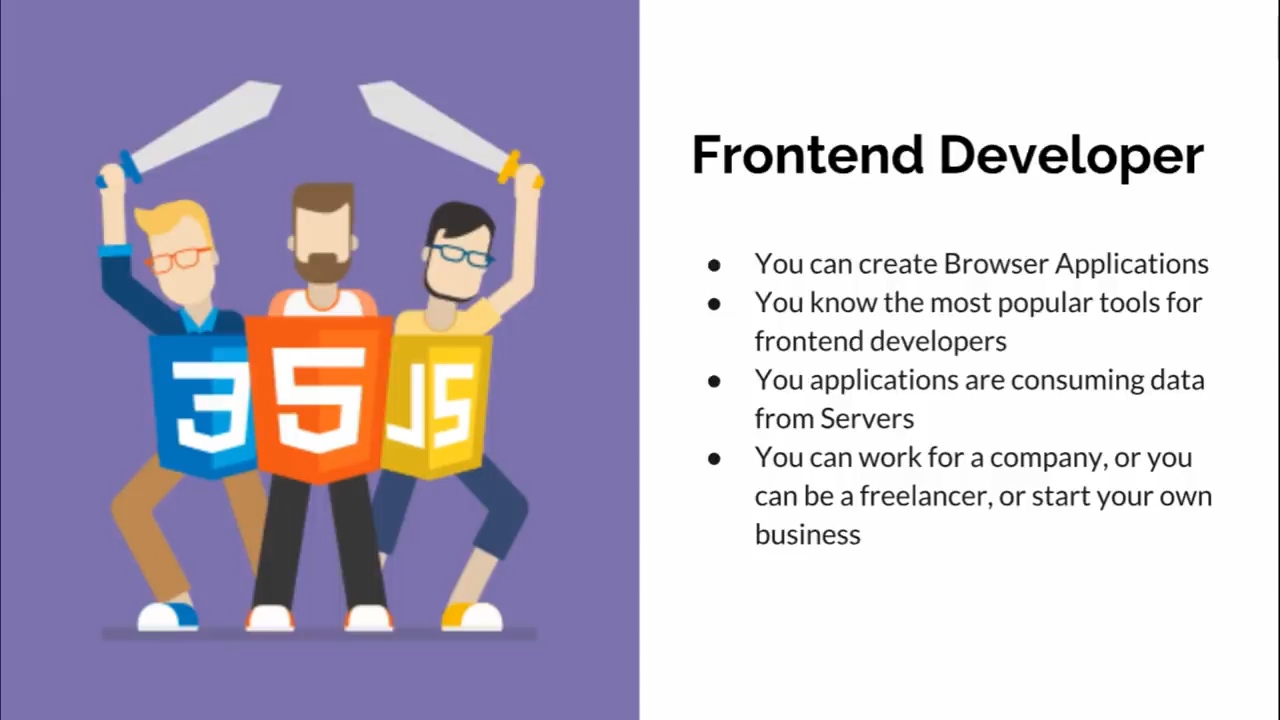 Frontend Developer
● You can create Browser Applications
● You know the most popular tools for
frontend developers
● You applications are consuming data
from Servers
● You can work for a company, or you
can be a freelancer, or start your own
business
3
5
JS